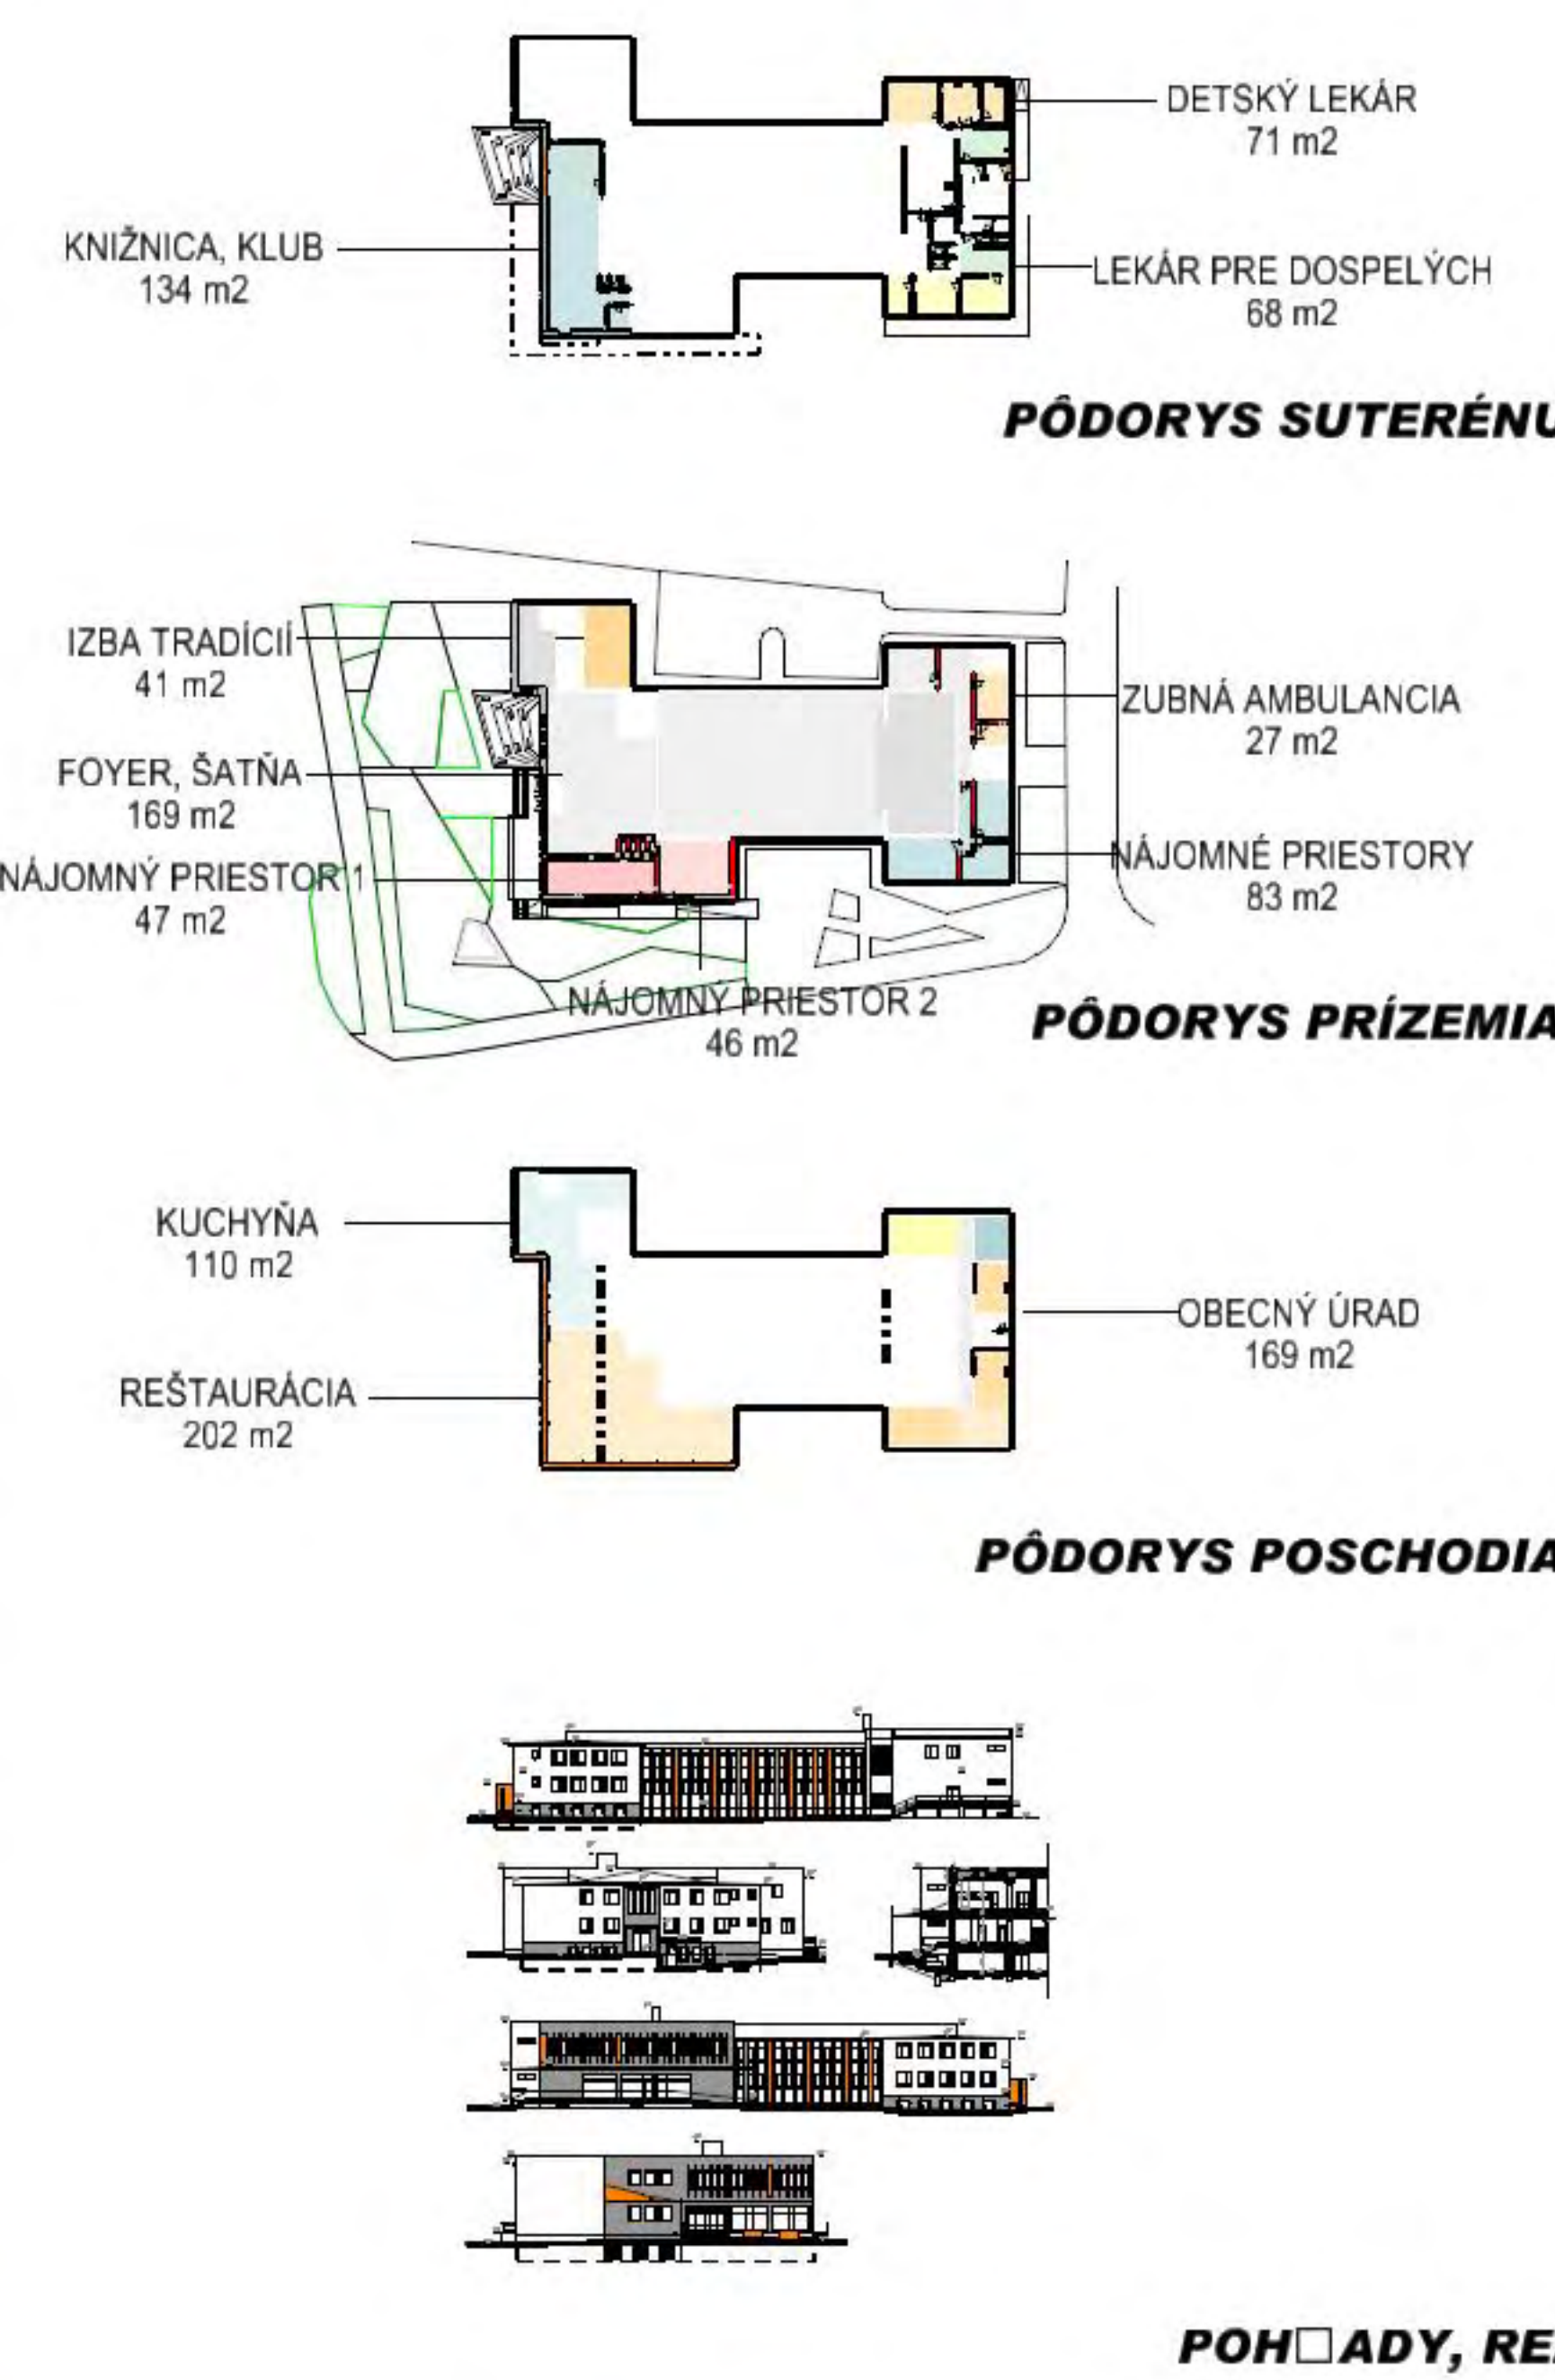 DETSKÝ LEKÁR
71 m2
KNIŽNICA, KLUB
134 m2
LEKÁR PRE DOSPELÝCH
68 m2
PÔDORYS SUTERÉNU
IZBA TRADÍCIÍ
41 m2
ZUBNÁ AMBULANCIA
27 m2
FOYER, ŠATŇA
169 m2
NÁJOMNÝ PRIESTOR 1
47 m2
NÁJOMNÉ PRIESTORY
83 m2
NÁJOMNÝ PRIESTOR 2
46 m2
PÔDORYS PRÍZEMIA
KUCHYŇA
110 m2
OBECNÝ ÚRAD
169 m2
REŠTAURÁCIA
202 m2
PÔDORYS POSCHODIA
POH□ADY, RE